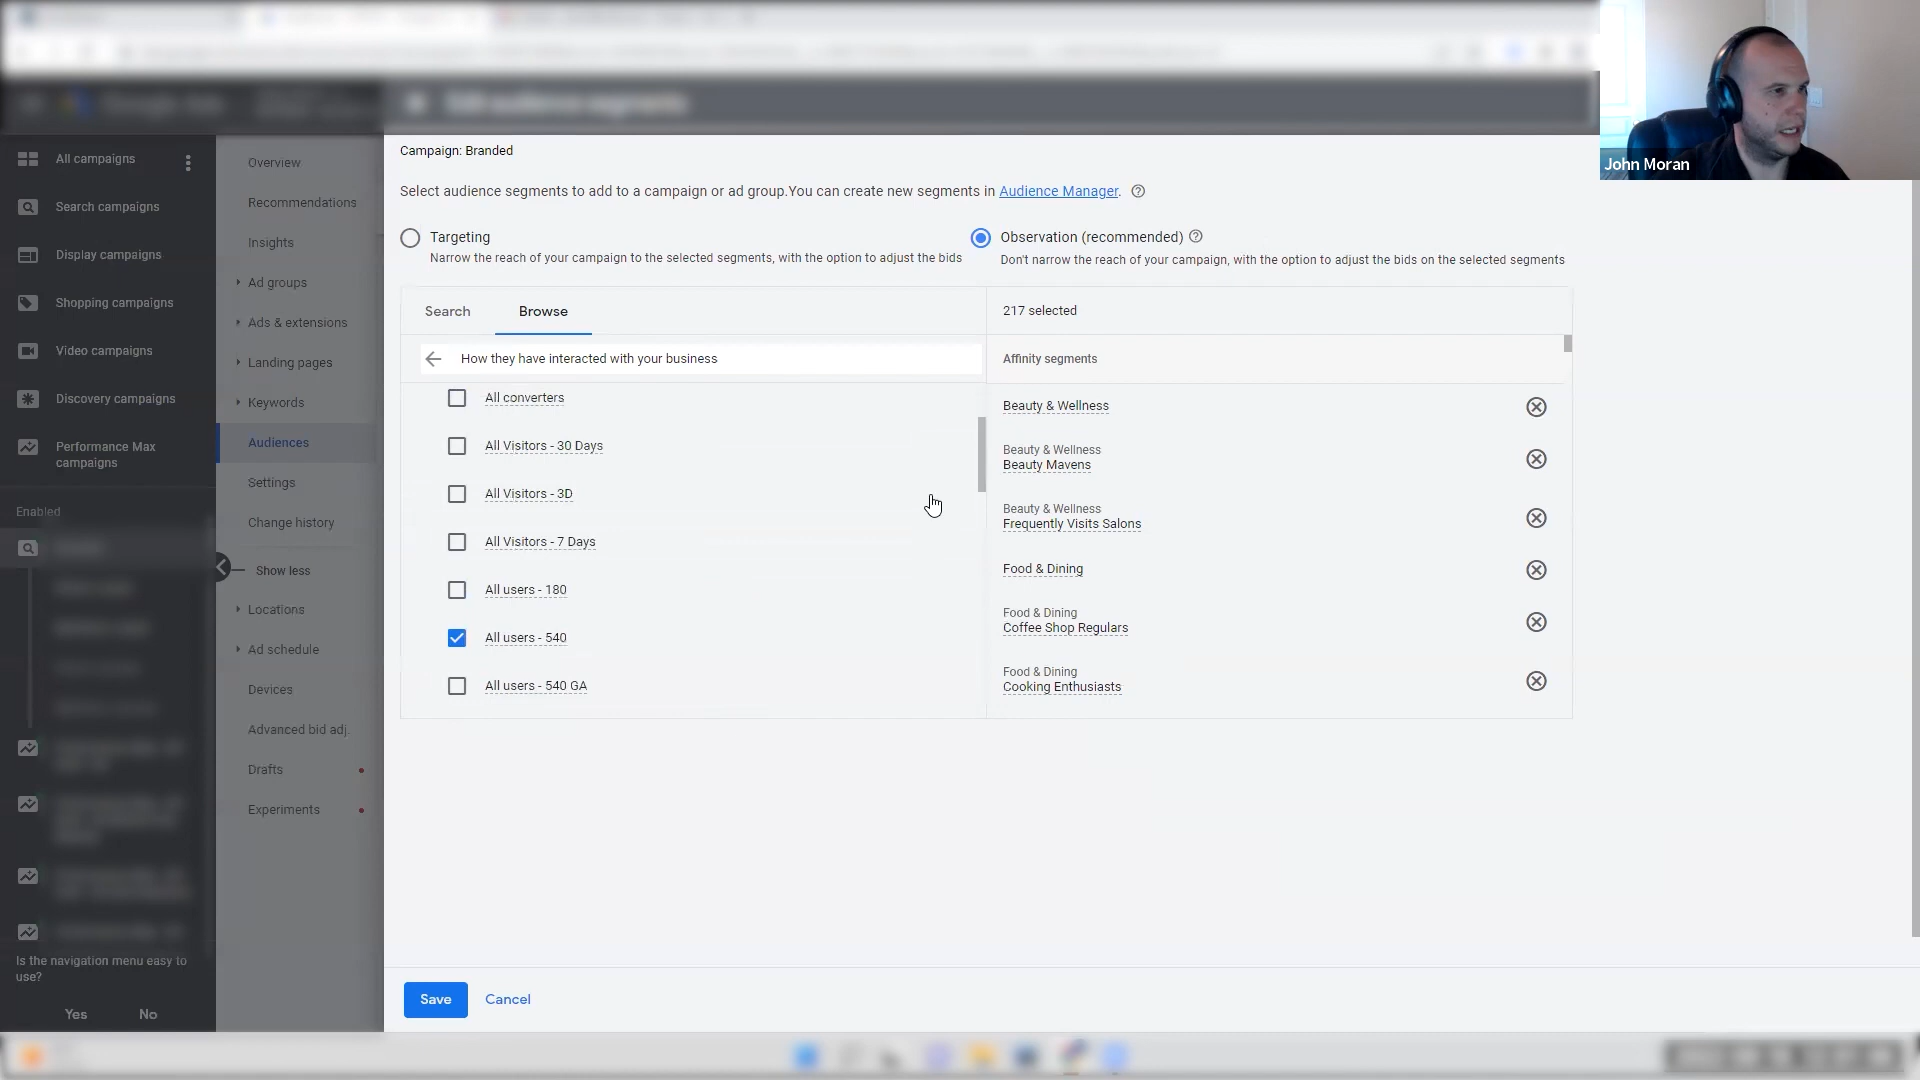 John Moran
All campaigns
Search campaigns
Display campaigns
Shopping campaigns
Video campaigns
Discovery campaigns
Performance Max
campaigns
Enabled
Is the navigation menu easy to
use?
Yes
No
Overview
Recommendations
Insights
Ad groups
Ads & extensions
Landing pages
Keywords
Audiences
Settings
Change history
Show less
Locations
Ad schedule
Devices
Advanced bid adj.
Drafts
Experiments
Edit audience segments
Campaign: Branded
Select audience segments to add to a campaign or ad group.You can create new segments in Audience Manager.
Targeting
Narrow the reach of your campaign to the selected segments, with the option to adjust the bids
Observation (recommended)
Don't narrow the reach of your campaign, with the option to adjust the bids on the selected segments
Search
Browse
How they have interacted with your business
All converters
All Visitors - 30 Days
All Visitors - 3D
All Visitors - 7 Days
All users - 180
All users - 540
All users - 540 GA
217 selected
Affinity segments
Beauty & Wellness
Beauty & Wellness
Beauty Mavens
Beauty & Wellness
Frequently Visits Salons
Food & Dining
Food & Dining
Coffee Shop Regulars
Food & Dining
Cooking Enthusiasts
Save
Cancel